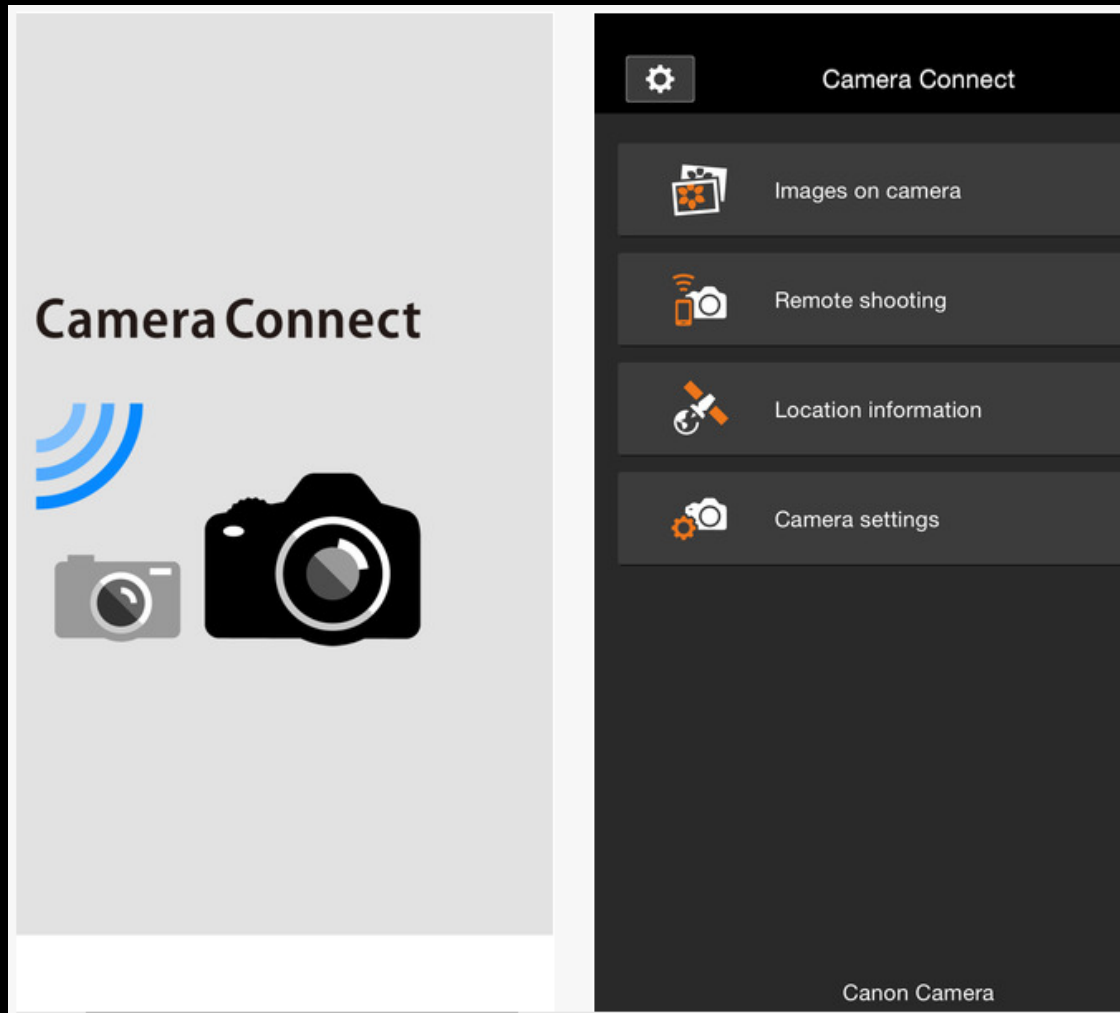 Camera Connect
Camera Connect
Images on camera
Remote shooting
Location information
Camera settings
Canon Camera